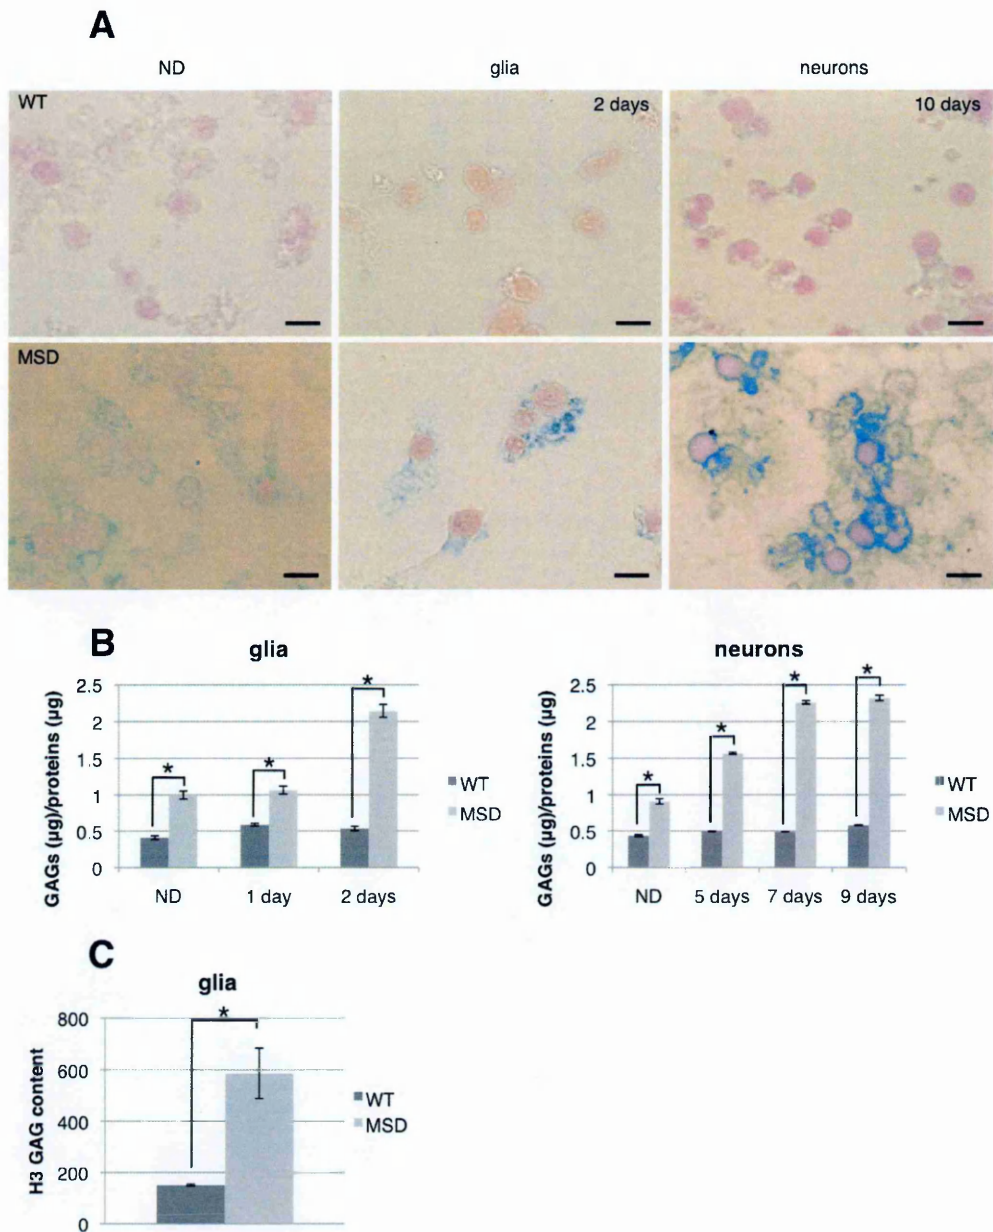 A
ND glia neurons
WT 2 days 10 days
MSD
B
glia
GAGs (µg)/proteins (µg)
2.5
2
1.5
1
0.5
0
* * *
ND 1 day 2 days
WT
MSD
neurons
GAGs (µg)/proteins (µg)
2.5
2
1.5
1
0.5
0
* * * *
ND 5 days 7 days 9 days
WT
MSD
C
glia
H3 GAG content
800
600
400
200
0
*
WT
MSD